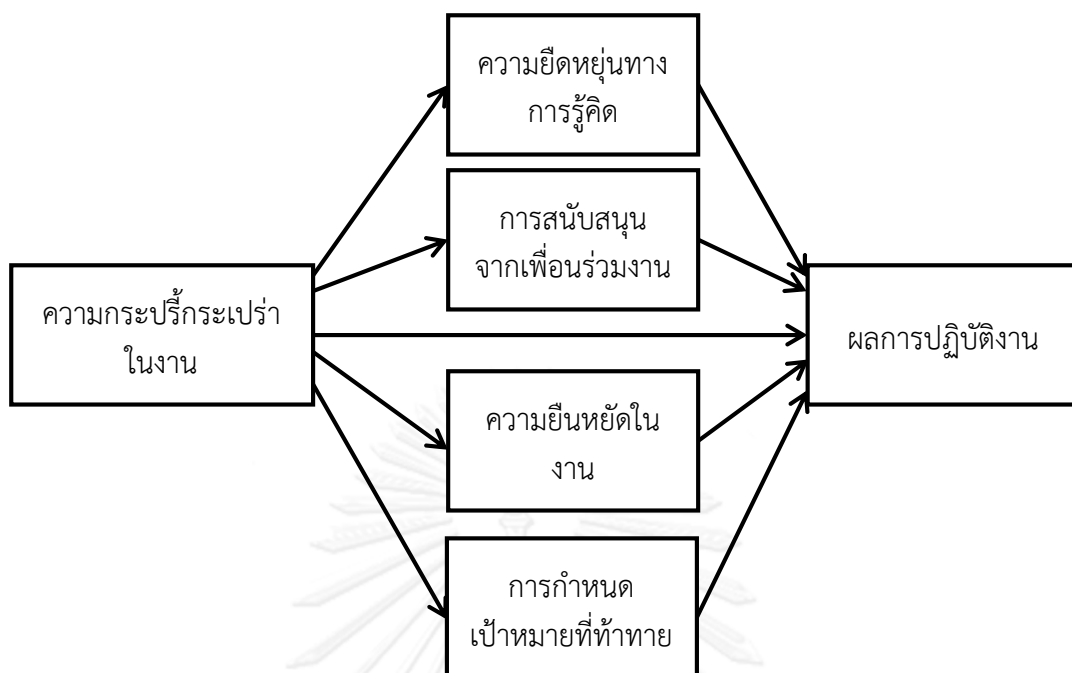 ความยืดหยุ่นทาง
การรู้คิด
การสนับสนุน
จากเพื่อนร่วมงาน
ความกระปรี้กระเปร่า
ในงาน
ผลการปฏิบัติงาน
ความยืนหยัดใน
งาน
การกำหนด
เป้าหมายที่ท้าทาย